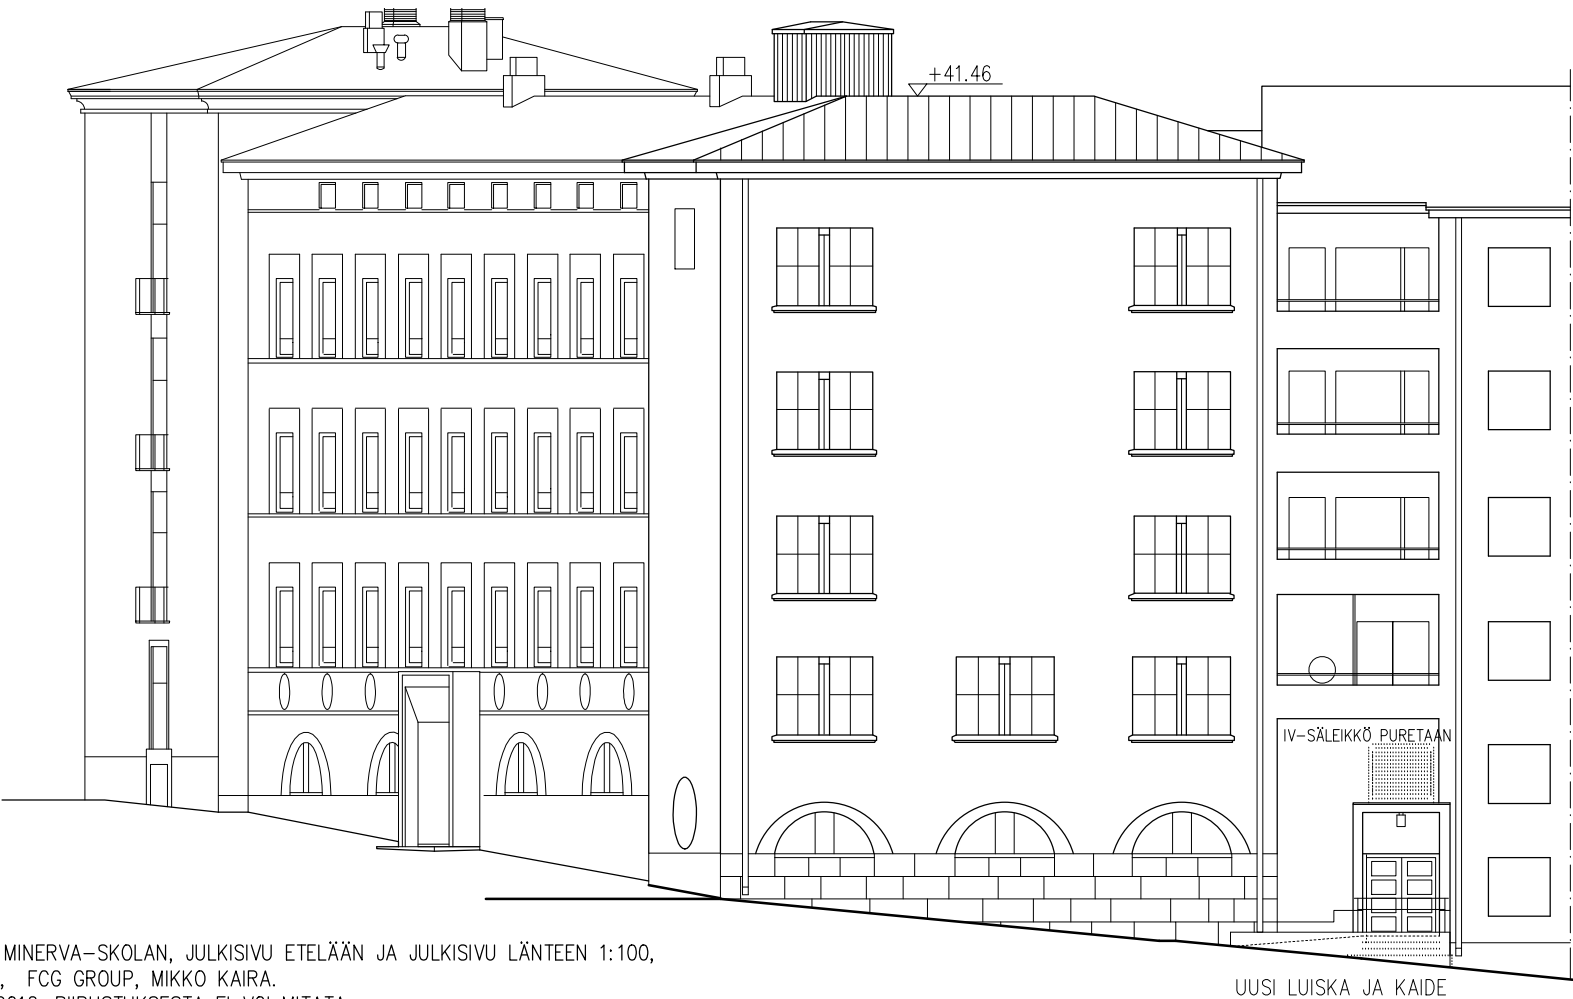 +41.46
IV-SÄLEIKKÖ PURETAAN
MINERVA-SKOLAN, JULKISIVU ETELÄÄN JA JULKISIVU LÄNTEEN 1:100,
, FCG GROUP, MIKKO KAIRA.
UUSI LUISKA JA KAIDE